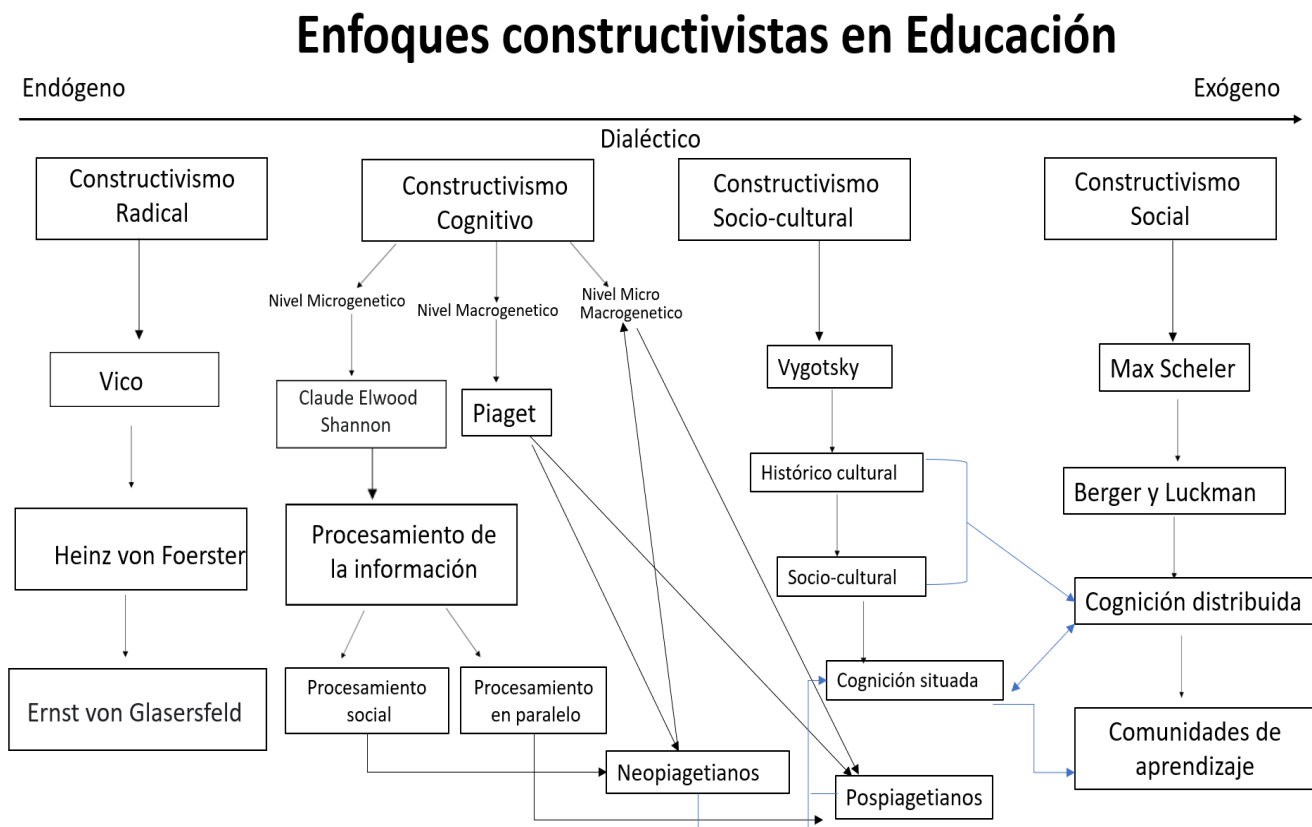 Enfoques constructivistas en Educación
Endógeno
Exógeno
Dialéctico
Constructivismo
Radical
Constructivismo
Cognitivo
Constructivismo
Socio-cultural
Constructivismo
Social
Nivel Microgenetico
Nivel Macrogenetico
Nivel Micro
Macrogenetico
Vico
Claude Elwood
Shannon
Piaget
Vygotsky
Max Scheler
Histórico cultural
Berger y Luckman
Heinz von Foerster
Procesamiento de
la información
Socio-cultural
Cognición distribuida
Ernst von Glasersfeld
Procesamiento
social
Procesamiento
en paralelo
Cognición situada
Comunidades de
aprendizaje
Neopiagetianos
Pospiagetianos